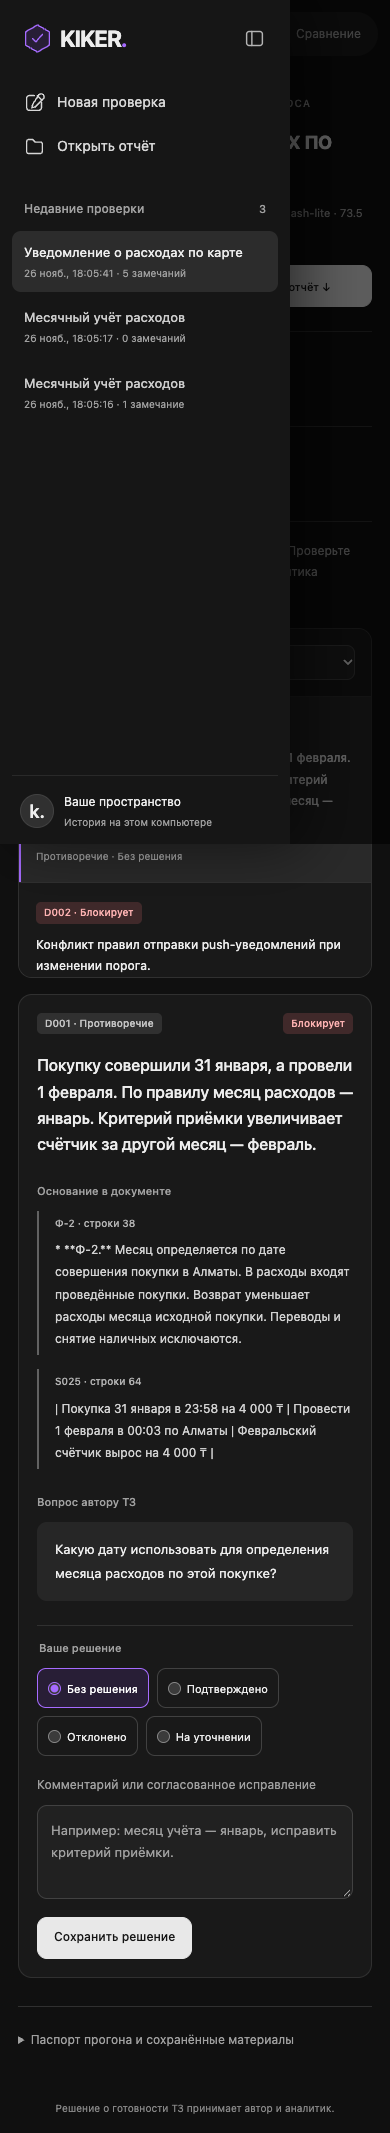 KIKER.
Сравнение
Новая проверка
Открыть отчёт
Недавние проверки 3
Уведомление о расходах по карте
26 нояб., 18:05:41 · 5 замечаний
Месячный учёт расходов
26 нояб., 18:05:17 · 0 замечаний
Месячный учёт расходов
26 нояб., 18:05:16 · 1 замечание
по
ash-lite · 73.5
отчёт ↓
Проверьте
февраля.
k.
Ваше пространство
История на этом компьютере
Противоречие · Без решения
D002 · Блокирует
Конфликт правил отправки push-уведомлений при
изменении порога.
D001 · Противоречие Блокирует
Покупку совершили 31 января, а провели
1 февраля. По правилу месяц расходов —
январь. Критерий приёмки увеличивает
счётчик за другой месяц — февраль.
Основание в документе
Ф-2 · строки 38
* **Ф-2.** Месяц определяется по дате
совершения покупки в Алматы. В расходы входят
проведённые покупки. Возврат уменьшает
расходы месяца исходной покупки. Переводы и
снятие наличных исключаются.
S025 · строки 64
| Покупка 31 января в 23:58 на 4 000 ₸ | Провести
1 февраля в 00:03 по Алматы | Февральский
счётчик вырос на 4 000 ₸ |
Вопрос автору ТЗ
Какую дату использовать для определения
месяца расходов по этой покупке?
Ваше решение
Без решения Подтверждено
Отклонено На уточнении
Комментарий или согласованное исправление
Например: месяц учёта — январь, исправить
критерий приёмки.
Сохранить решение
Паспорт прогона и сохранённые материалы
Решение о готовности ТЗ принимает автор и аналитик.